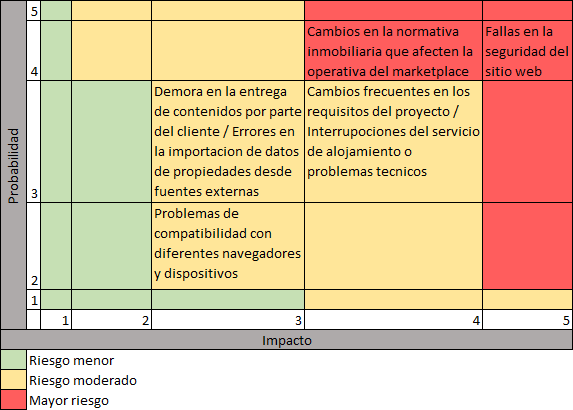 5
Cambios en la normativa
inmobiliaria que afecten la
operativa del marketplace
Fallas en la
seguridad del
sitio web
4
Demora en la entrega
de contenidos por parte
del cliente / Errores en
la importacion de datos
de propiedades desde
fuentes externas
Cambios frecuentes en los
requisitos del proyecto /
Interrupociones del servicio
de alojamiento o
problemas tecnicos
3
Problemas de
compatibilidad con
diferentes navegadores
y dispositivos
2
1
Probabilidad
1 2 3 4 5
Impacto
Riesgo menor
Riesgo moderado
Mayor riesgo